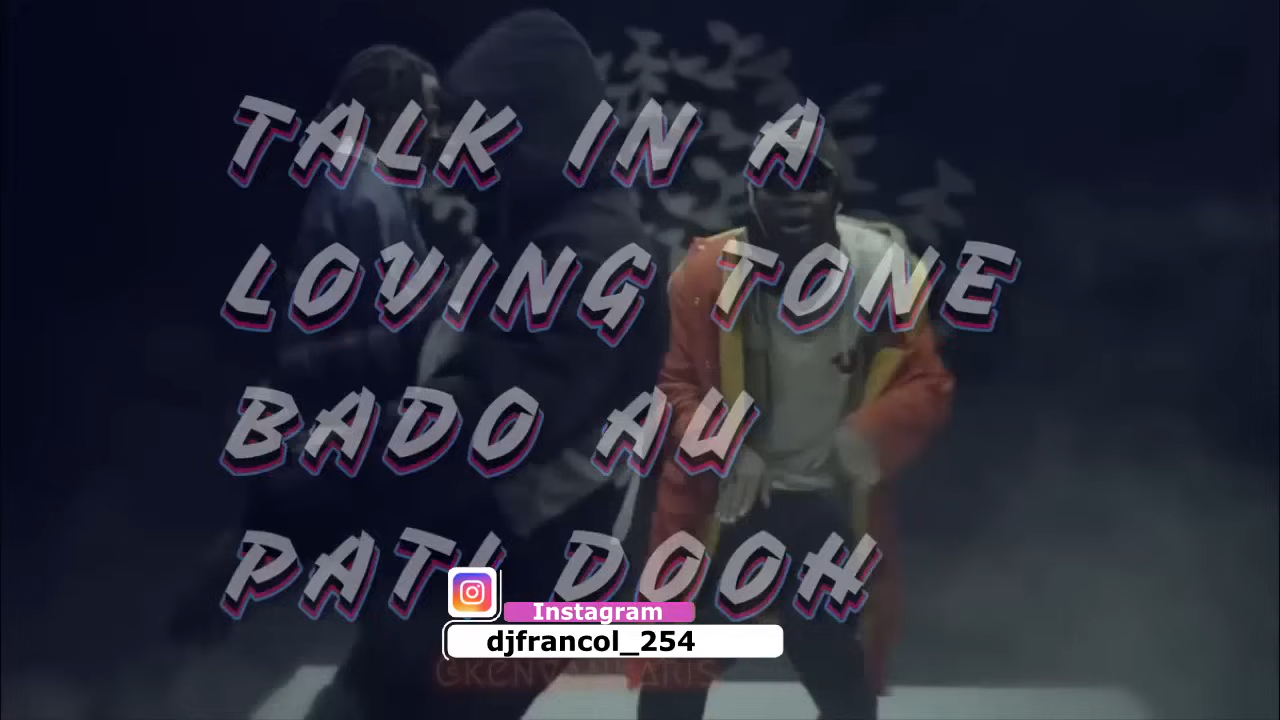 TALK IN A
LOVING TONE
BADO AU
PATI DOOH
Instagram
djfrancol_254